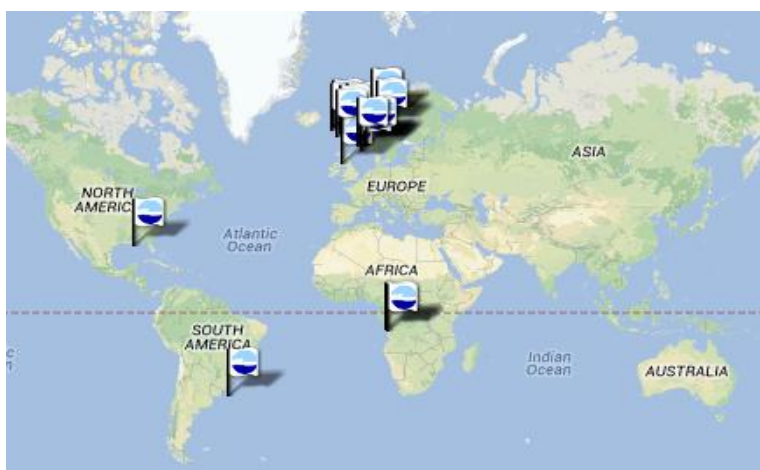 ASIA
NORTH
AMERIC
EUROPE
Atlantic
Ocean
AFRICA
SOUTH
AMERICA
Indian
Ocean
AUSTRALIA